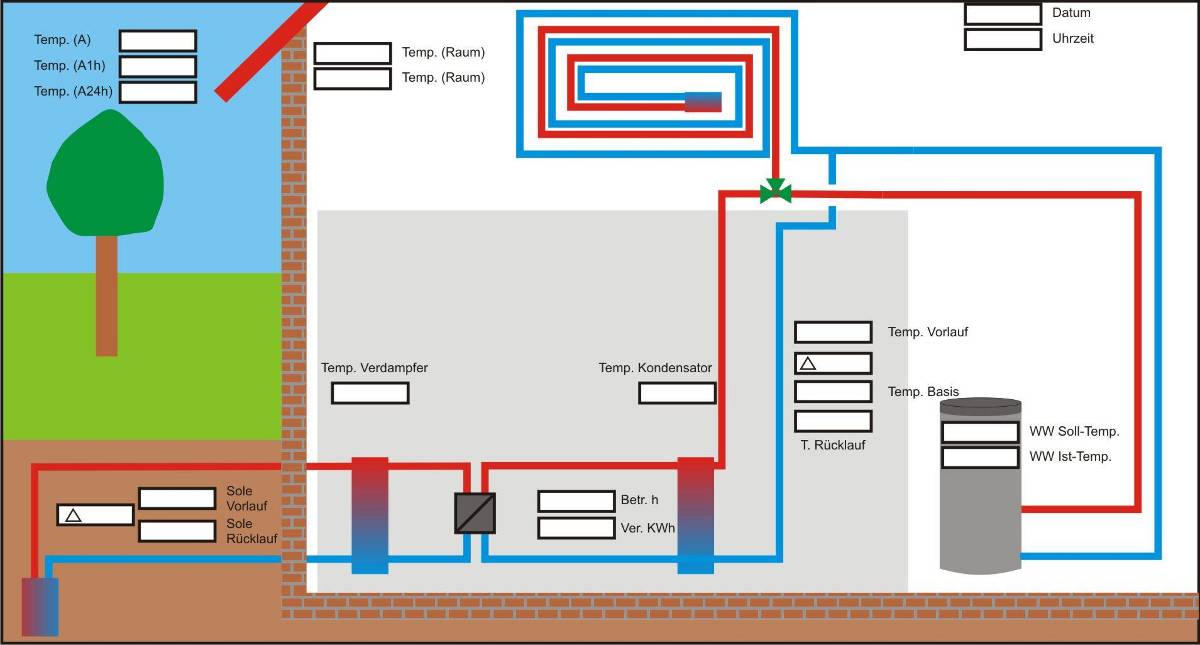 Temp. (A)
Temp. (A1h)
Temp. (A24h)
Temp. (Raum)
Temp. (Raum)
Datum
Uhrzeit
Temp. Verdampfer
Temp. Kondensator
Temp. Vorlauf
Temp. Basis
T. Rücklauf
WW Soll-Temp.
WW Ist-Temp.
Sole
Vorlauf
Sole
Rücklauf
Betr. h
Ver. KWh